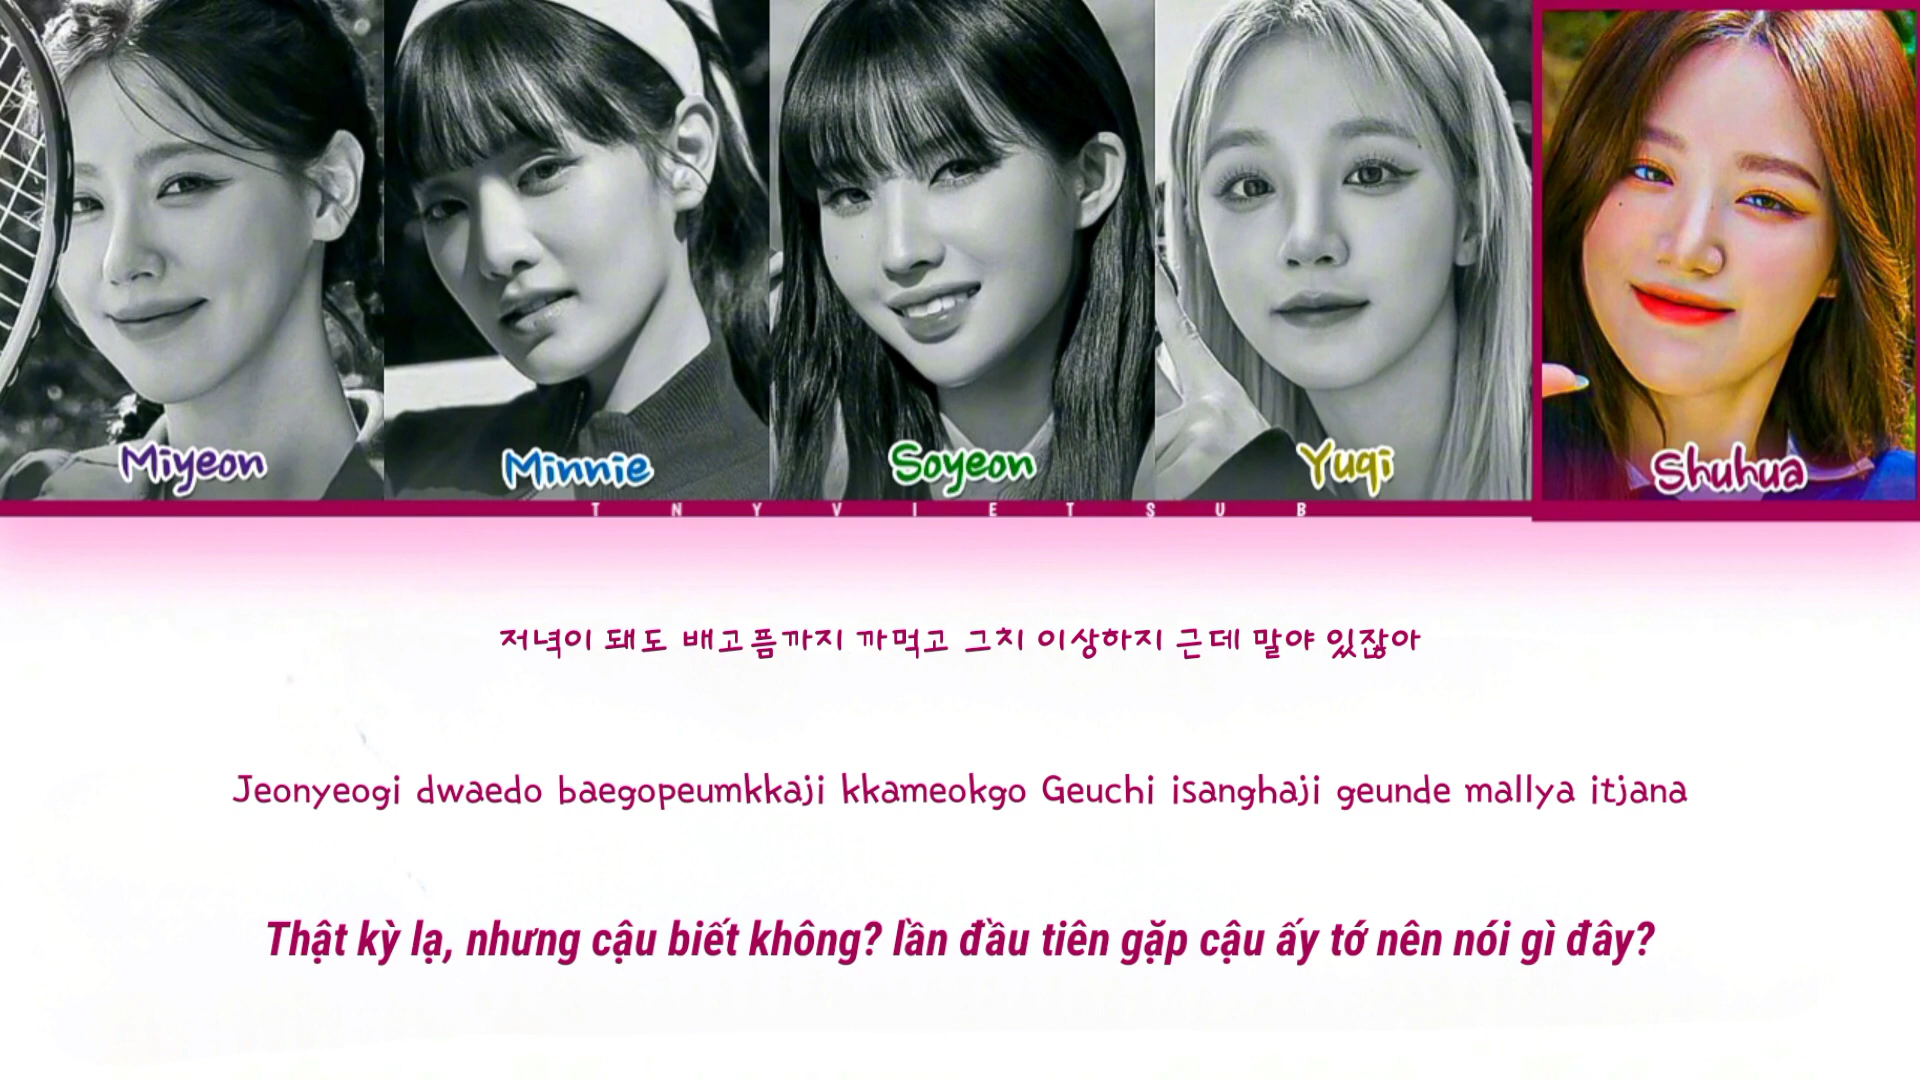 Miyeon
Minnie
Soyeon
Yuqi
Shuhua
TNYVIETSUB
저녁이 돼도 배고픔까지 까먹고 그치 이상하지 근데 말야 있잖아
Jeonyeogi dwaedo baegopeumkkaji kkameokgo Geuchi isanghaji geunde mallya itjana
Thật kỳ lạ, nhưng cậu biết không? lần đầu tiên gặp cậu ấy tớ nên nói gì đây?